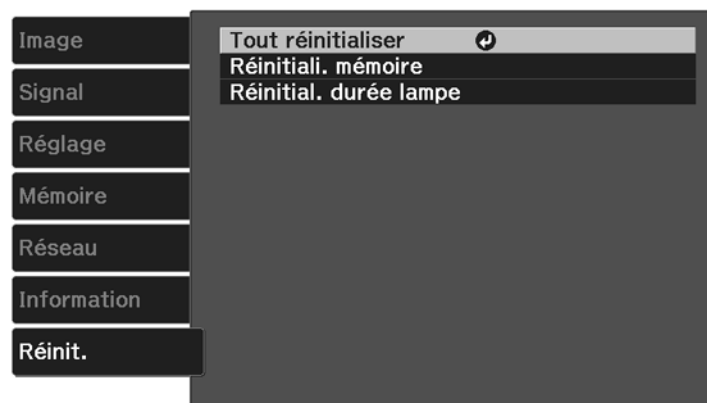 Image
Signal
Réglage
Mémoire
Réseau
Information
Réinit.
Tout réinitialiser
Réinitiali. mémoire
Réinitial. durée lampe